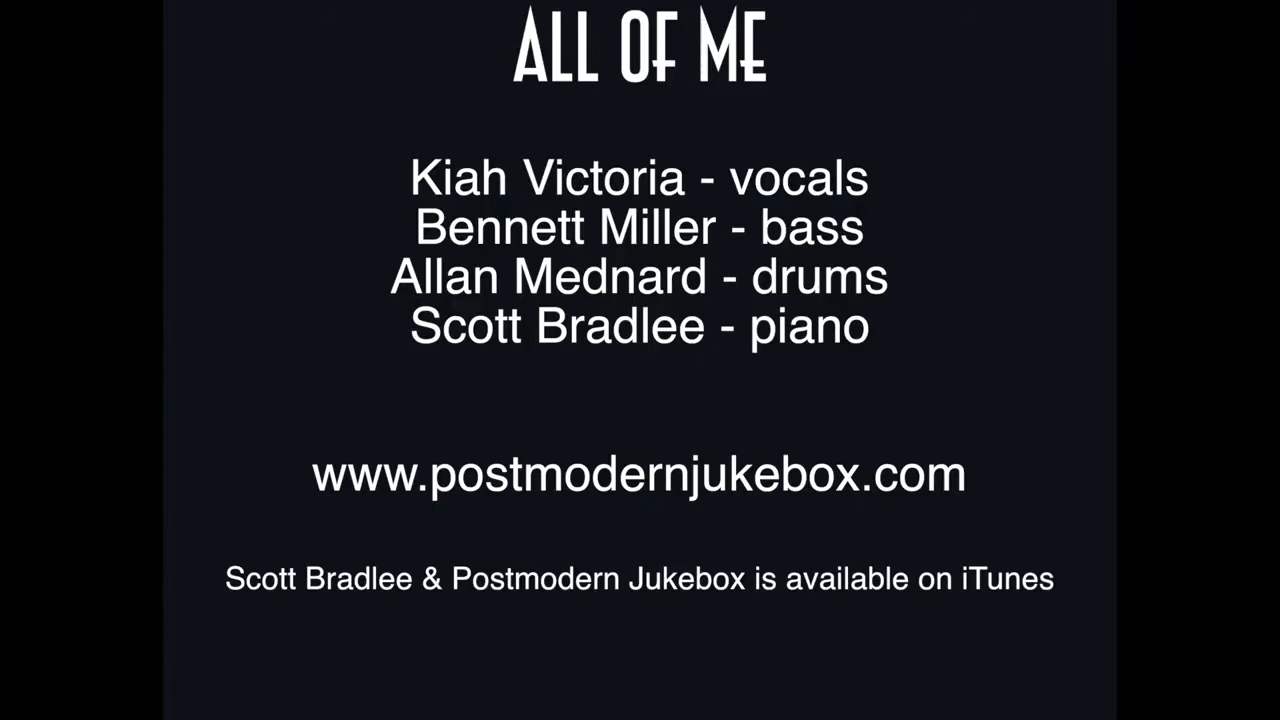 ALL OF ME
Kiah Victoria - vocals
Bennett Miller - bass
Allan Mednard - drums
Scott Bradlee - piano
www.postmodernjukebox.com
Scott Bradlee & Postmodern Jukebox is available on iTunes